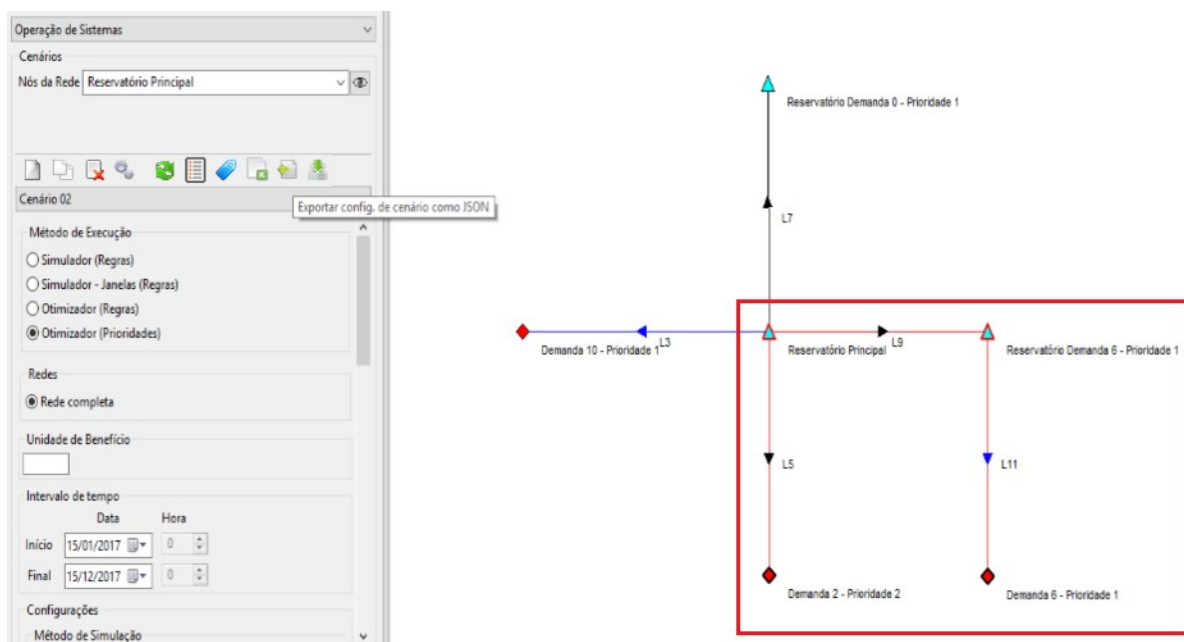 Operação de Sistemas
Cenários
Nós da Rede Reservatório Principal
Cenário 02
Exportar config. de cenário como JSON
Método de Execução
Simulador (Regras)
Simulador - Janelas (Regras)
Otimizador (Regras)
Otimizador (Prioridades)
Redes
Rede completa
Unidade de Benefício
Intervalo de tempo
Data Hora
Início 15/01/2017 0
Final 15/12/2017 0
Configurações
Método de Simulação
Reservatório Demanda 0 - Prioridade 1
L7
Demanda 10 - Prioridade 1
L3
Reservatório Principal
L9
Reservatório Demanda 6 - Prioridade 1
L5
L11
Demanda 2 - Prioridade 2
Demanda 6 - Prioridade 1